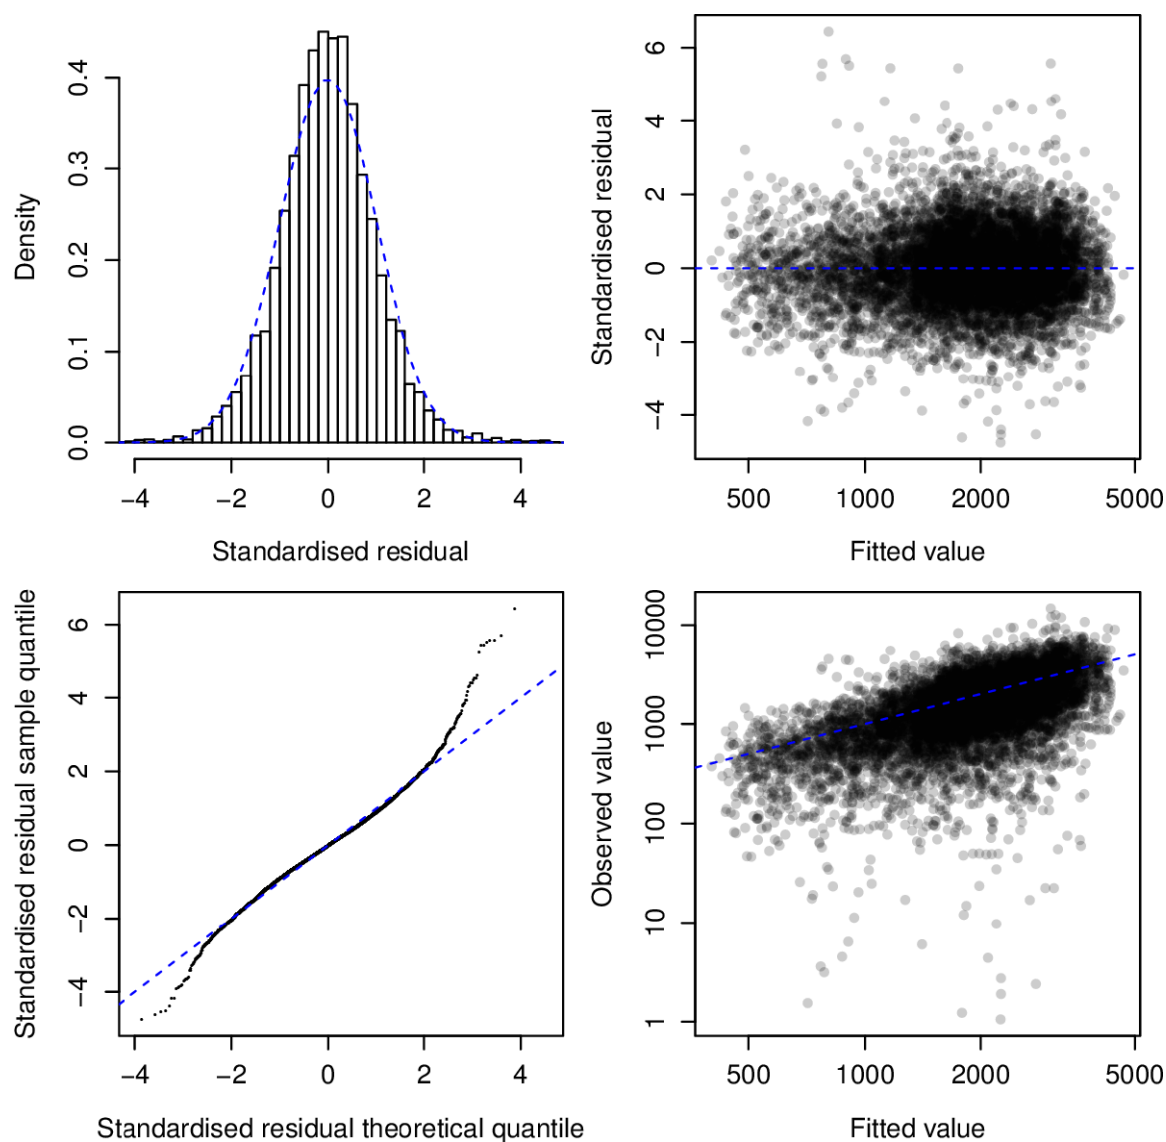 Density
0.0 0.1 0.2 0.3 0.4
−4 −2 0 2 4
Standardised residual
Standardised residual
−4 −2 0 2 4 6
500 1000 2000 5000
Fitted value
Standardised residual sample quantile
−4 −2 0 2 4 6
−4 −2 0 2 4
Standardised residual theoretical quantile
Observed value
1 10 100 1000 10000
500 1000 2000 5000
Fitted value